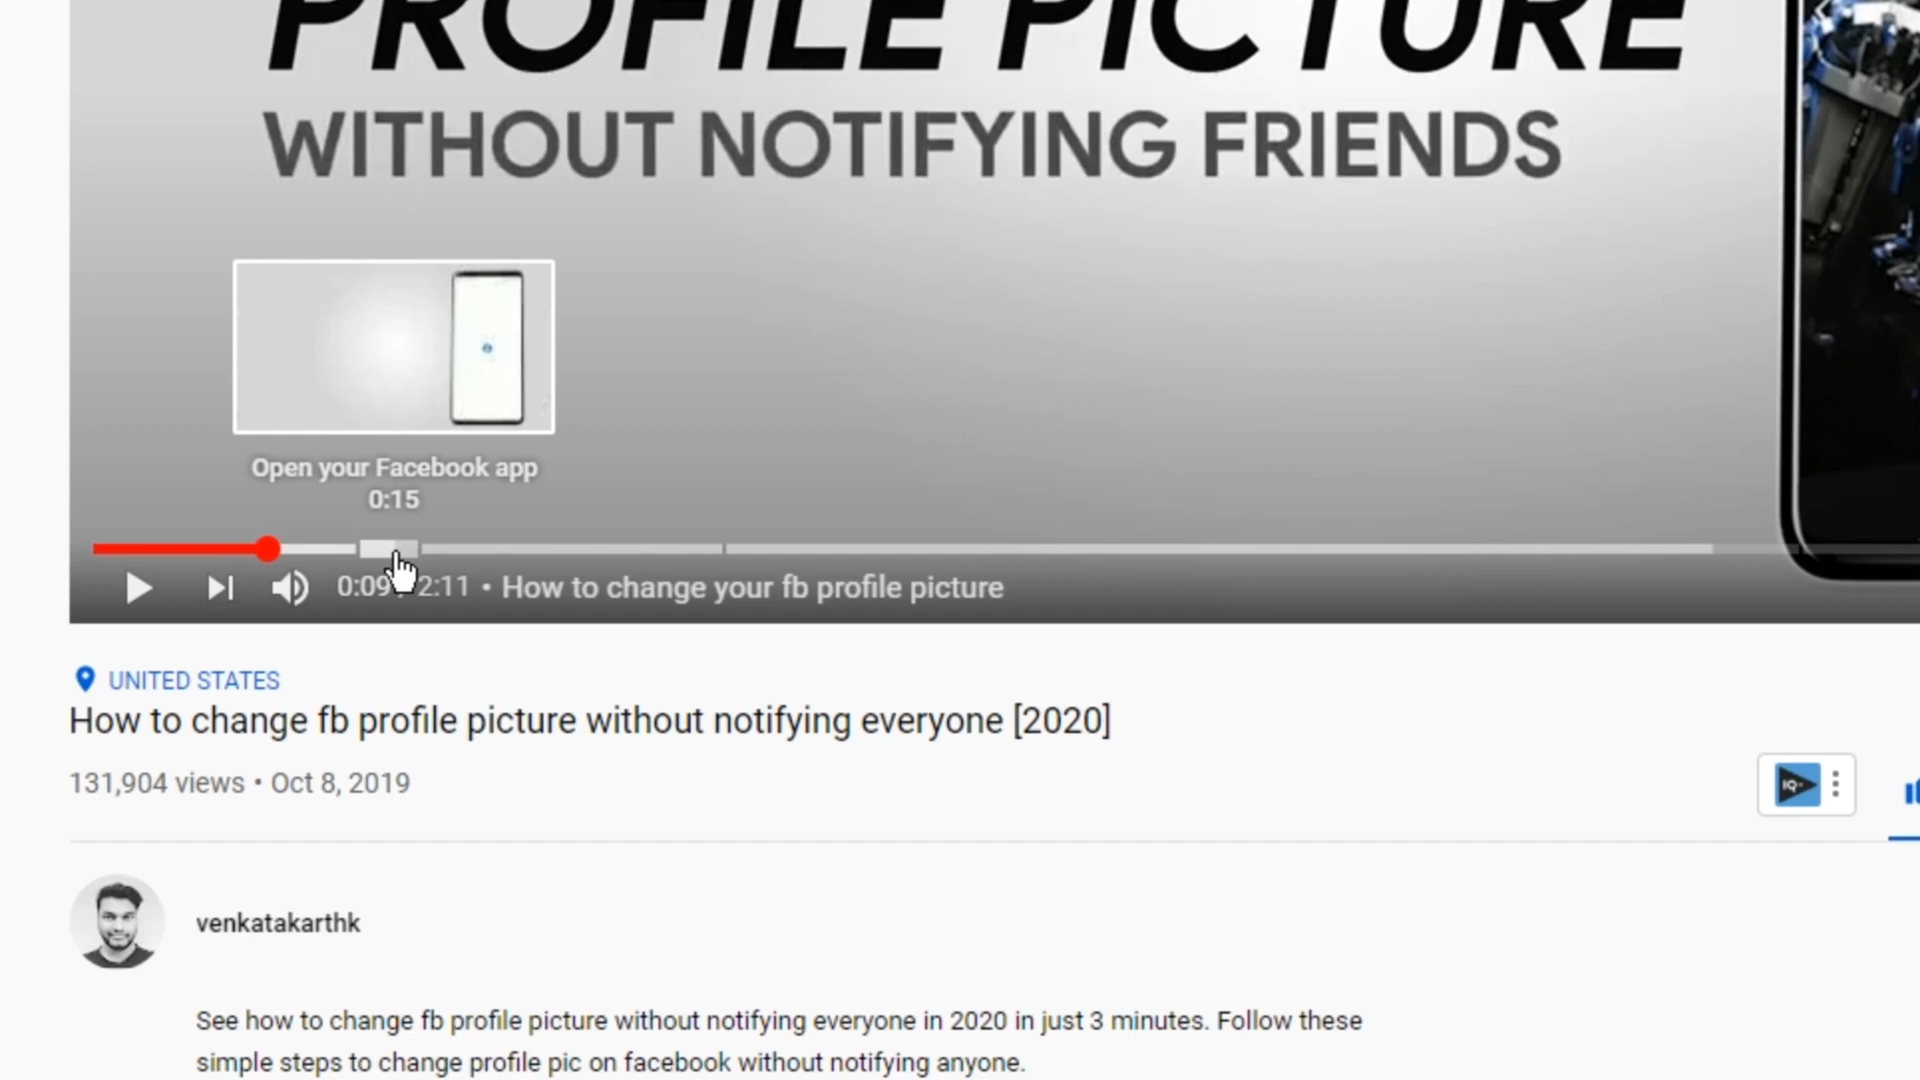 PROFILE PICTURE
WITHOUT NOTIFYING FRIENDS
Open your Facebook app
0:15
0:09 2:11 • How to change your fb profile picture
UNITED STATES
How to change fb profile picture without notifying everyone [2020]
131,904 views • Oct 8, 2019
IQ
venkatakarthk
See how to change fb profile picture without notifying everyone in 2020 in just 3 minutes. Follow these
simple steps to change profile pic on facebook without notifying anyone.